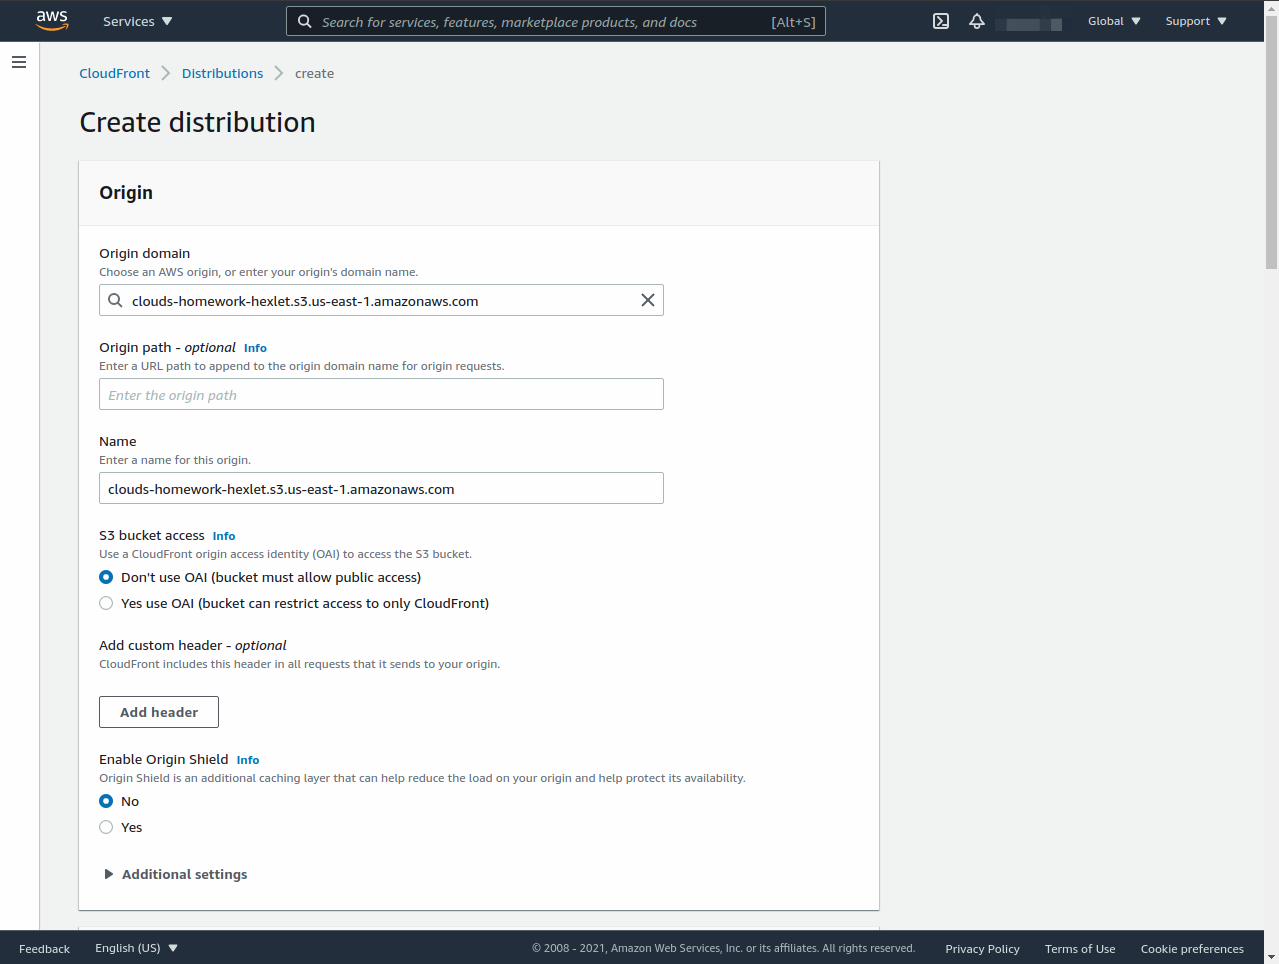 aws Services Search for services, features, marketplace products, and docs [Alt+S] Global Support
CloudFront Distributions create
Create distribution
Origin
Origin domain
Choose an AWS origin, or enter your origin's domain name.
clouds-homework-hexlet.s3.us-east-1.amazonaws.com
Origin path - optional Info
Enter a URL path to append to the origin domain name for origin requests.
Enter the origin path
Name
Enter a name for this origin.
clouds-homework-hexlet.s3.us-east-1.amazonaws.com
S3 bucket access Info
Use a CloudFront origin access identity (OAI) to access the S3 bucket.
Don't use OAI (bucket must allow public access)
Yes use OAI (bucket can restrict access to only CloudFront)
Add custom header - optional
CloudFront includes this header in all requests that it sends to your origin.
Add header
Enable Origin Shield Info
Origin Shield is an additional caching layer that can help reduce the load on your origin and help protect its availability.
No
Yes
Additional settings
Feedback English (US) © 2008 - 2021, Amazon Web Services, Inc. or its affiliates. All rights reserved. Privacy Policy Terms of Use Cookie preferences